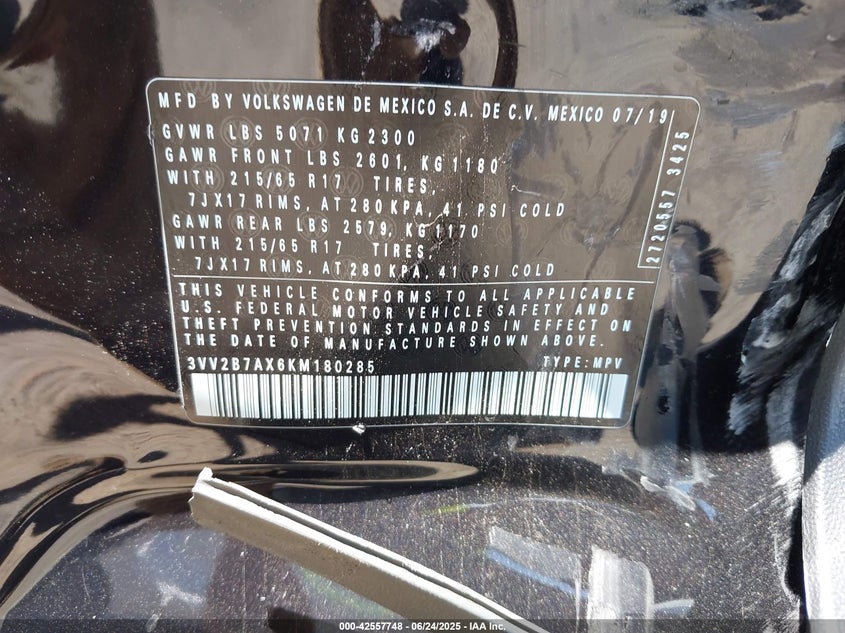 MFD BY VOLKSWAGEN DE MEXICO S.A. DE C.V. MEXICO 07/19
GVWR LBS 5071 KG 2300
GAWR FRONT LBS 2601, KG 1180
WITH 215/65 R17 TIRES,
7JX17 RIMS, AT 280 KPA, 41 PSI COLD
GAWR REAR LBS 2579, KG 1170
WITH 215/65 R17 TIRES,
7JX17 RIMS, AT 280 KPA, 41 PSI COLD
2720557 3425
THIS VEHICLE CONFORMS TO ALL APPLICABLE
U.S. FEDERAL MOTOR VEHICLE SAFETY AND
THEFT PREVENTION STANDARDS IN EFFECT ON
THE DATE OF MANUFACTURE SHOWN ABOVE.
3VV2B7AX6KM180285 TYPE: MPV
000-42557748 - 06/24/2025 - IAA Inc.